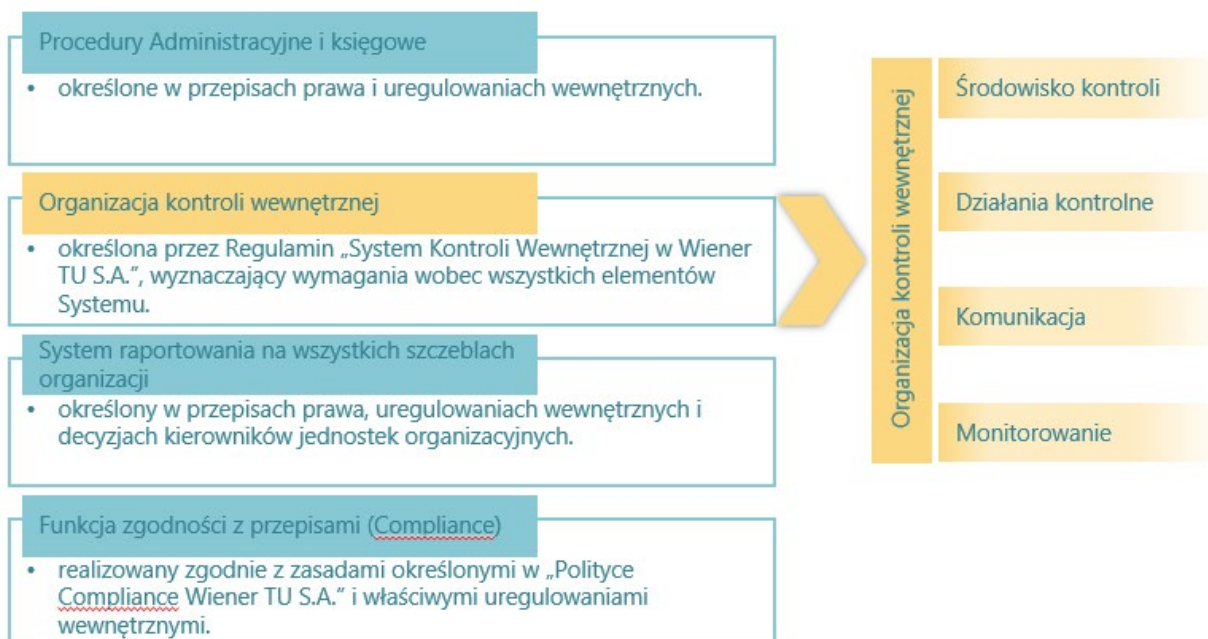 Procedury Administracyjne i księgowe
• określone w przepisach prawa i uregulowaniach wewnętrznych.
Organizacja kontroli wewnętrznej
• określona przez Regulamin „System Kontroli Wewnętrznej w Wiener
TU S.A.”, wyznaczający wymagania wobec wszystkich elementów
Systemu.
System raportowania na wszystkich szczeblach
organizacji
• określony w przepisach prawa, uregulowaniach wewnętrznych i
decyzjach kierowników jednostek organizacyjnych.
Funkcja zgodności z przepisami (Compliance)
• realizowany zgodnie z zasadami określonymi w „Polityce
Compliance Wiener TU S.A.” i właściwymi uregulowaniami
wewnętrznymi.
Organizacja kontroli wewnętrznej
Środowisko kontroli
Działania kontrolne
Komunikacja
Monitorowanie